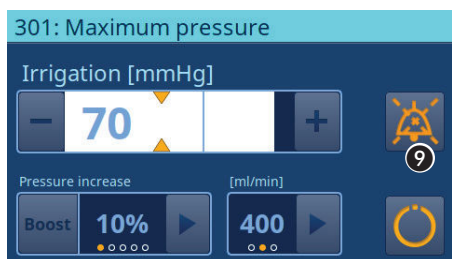 301: Maximum pressure
Irrigation [mmHg]
− 70 +
9
Pressure increase [ml/min]
Boost 10% 400